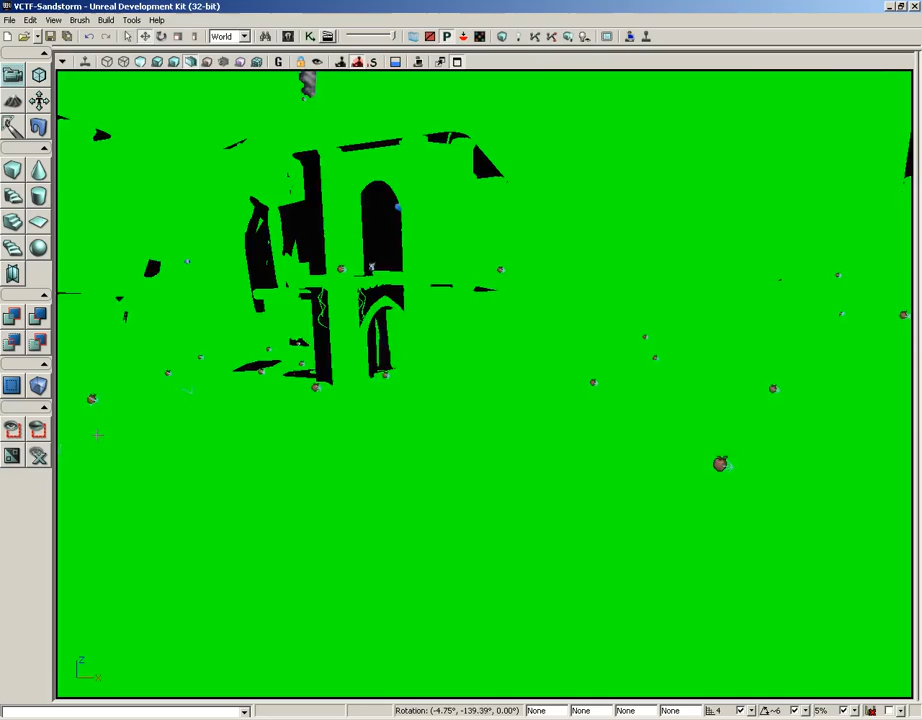 VCTF-Sandstorm - Unreal Development Kit (32-bit)
File Edit View Brush Build Tools Help
World K P
G S
Z
X
Rotation: (-4.75°, -139.39°, 0.00°) None None None None 4 ~6 5%